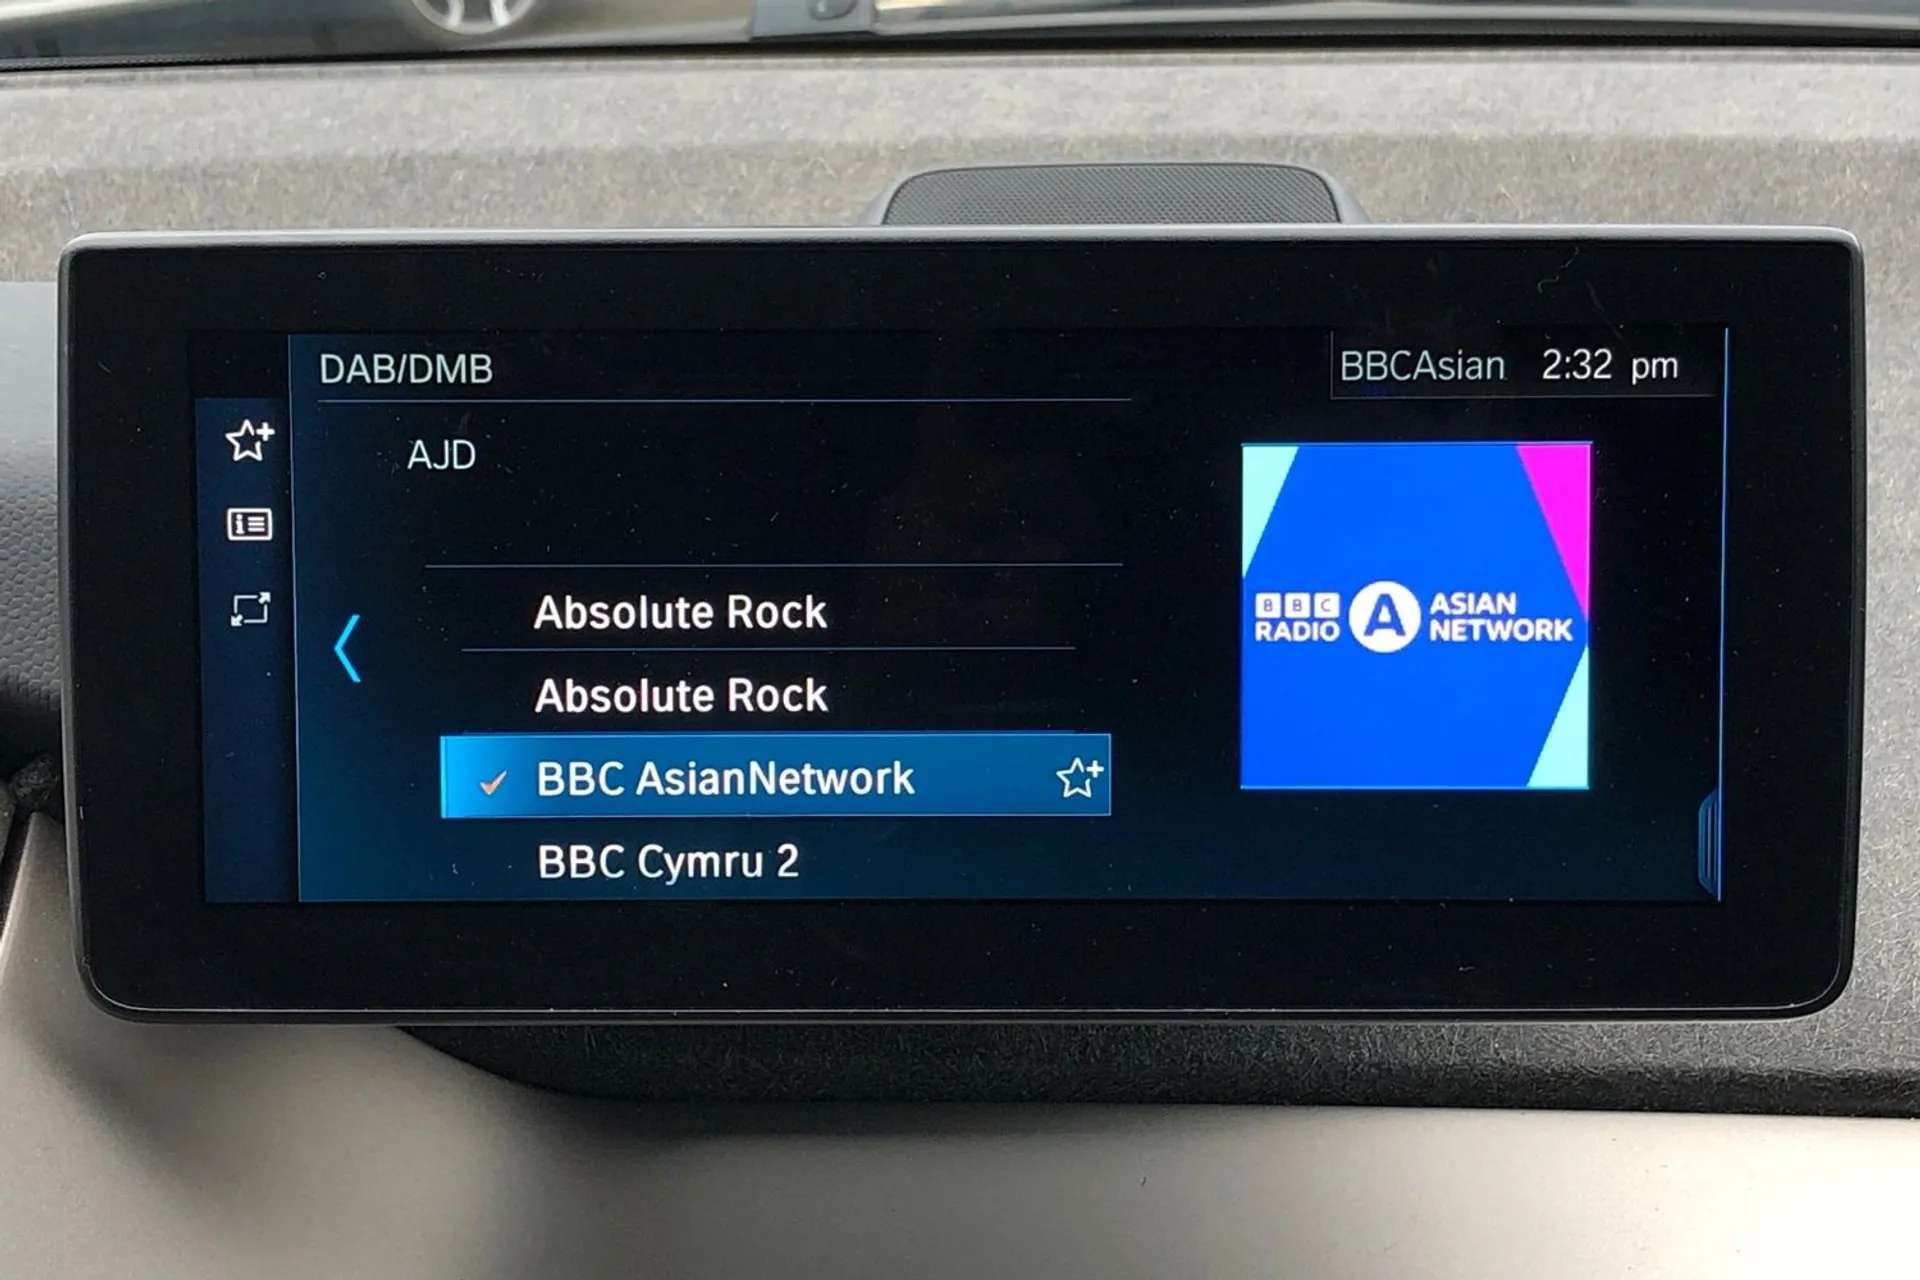 DAB/DMB
BBCAsian 2:32 pm
AJD
Absolute Rock
Absolute Rock
BBC AsianNetwork
BBC Cymru 2
BBC
RADIO
A
ASIAN
NETWORK